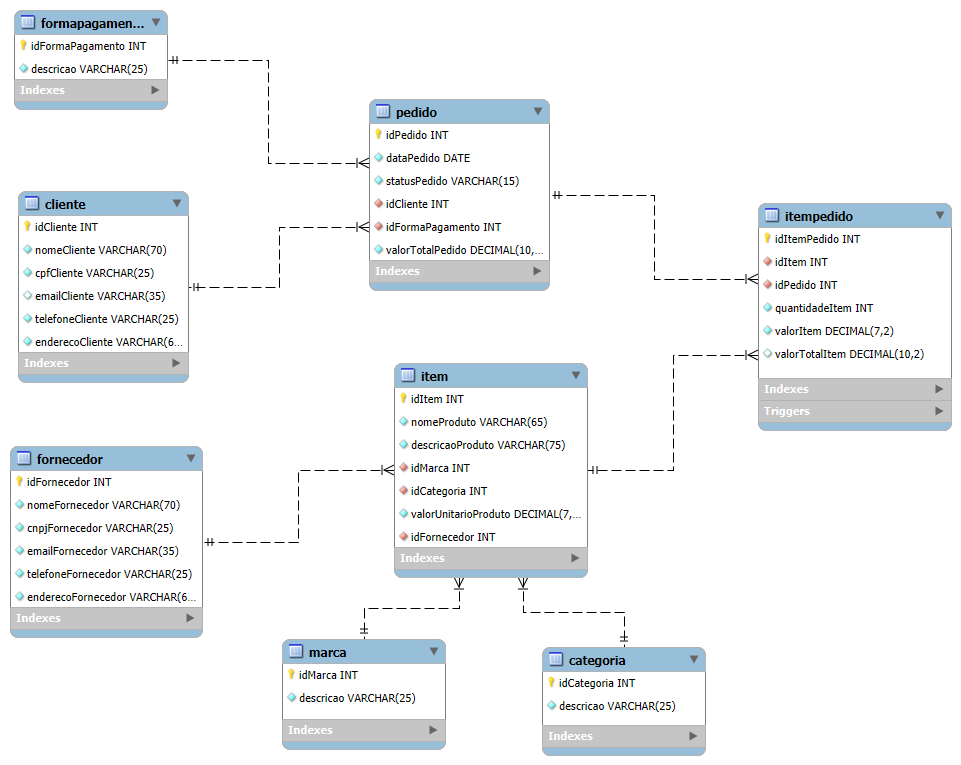 formapagamen...
idFormaPagamento INT
descricao VARCHAR(25)
Indexes
pedido
idPedido INT
dataPedido DATE
statusPedido VARCHAR(15)
idCliente INT
idFormaPagamento INT
valorTotalPedido DECIMAL(10,...
Indexes
cliente
idCliente INT
nomeCliente VARCHAR(70)
cpfCliente VARCHAR(25)
emailCliente VARCHAR(35)
telefoneCliente VARCHAR(25)
enderecoCliente VARCHAR(6...
Indexes
itempedido
idItemPedido INT
idItem INT
idPedido INT
quantidadeItem INT
valorItem DECIMAL(7,2)
valorTotalItem DECIMAL(10,2)
Indexes
Triggers
item
idItem INT
nomeProduto VARCHAR(65)
descricaoProduto VARCHAR(75)
idMarca INT
idCategoria INT
valorUnitarioProduto DECIMAL(7,...
idFornecedor INT
Indexes
fornecedor
idFornecedor INT
nomeFornecedor VARCHAR(70)
cnpjFornecedor VARCHAR(25)
emailFornecedor VARCHAR(35)
telefoneFornecedor VARCHAR(25)
enderecoFornecedor VARCHAR(6...
Indexes
marca
idMarca INT
descricao VARCHAR(25)
Indexes
categoria
idCategoria INT
descricao VARCHAR(25)
Indexes